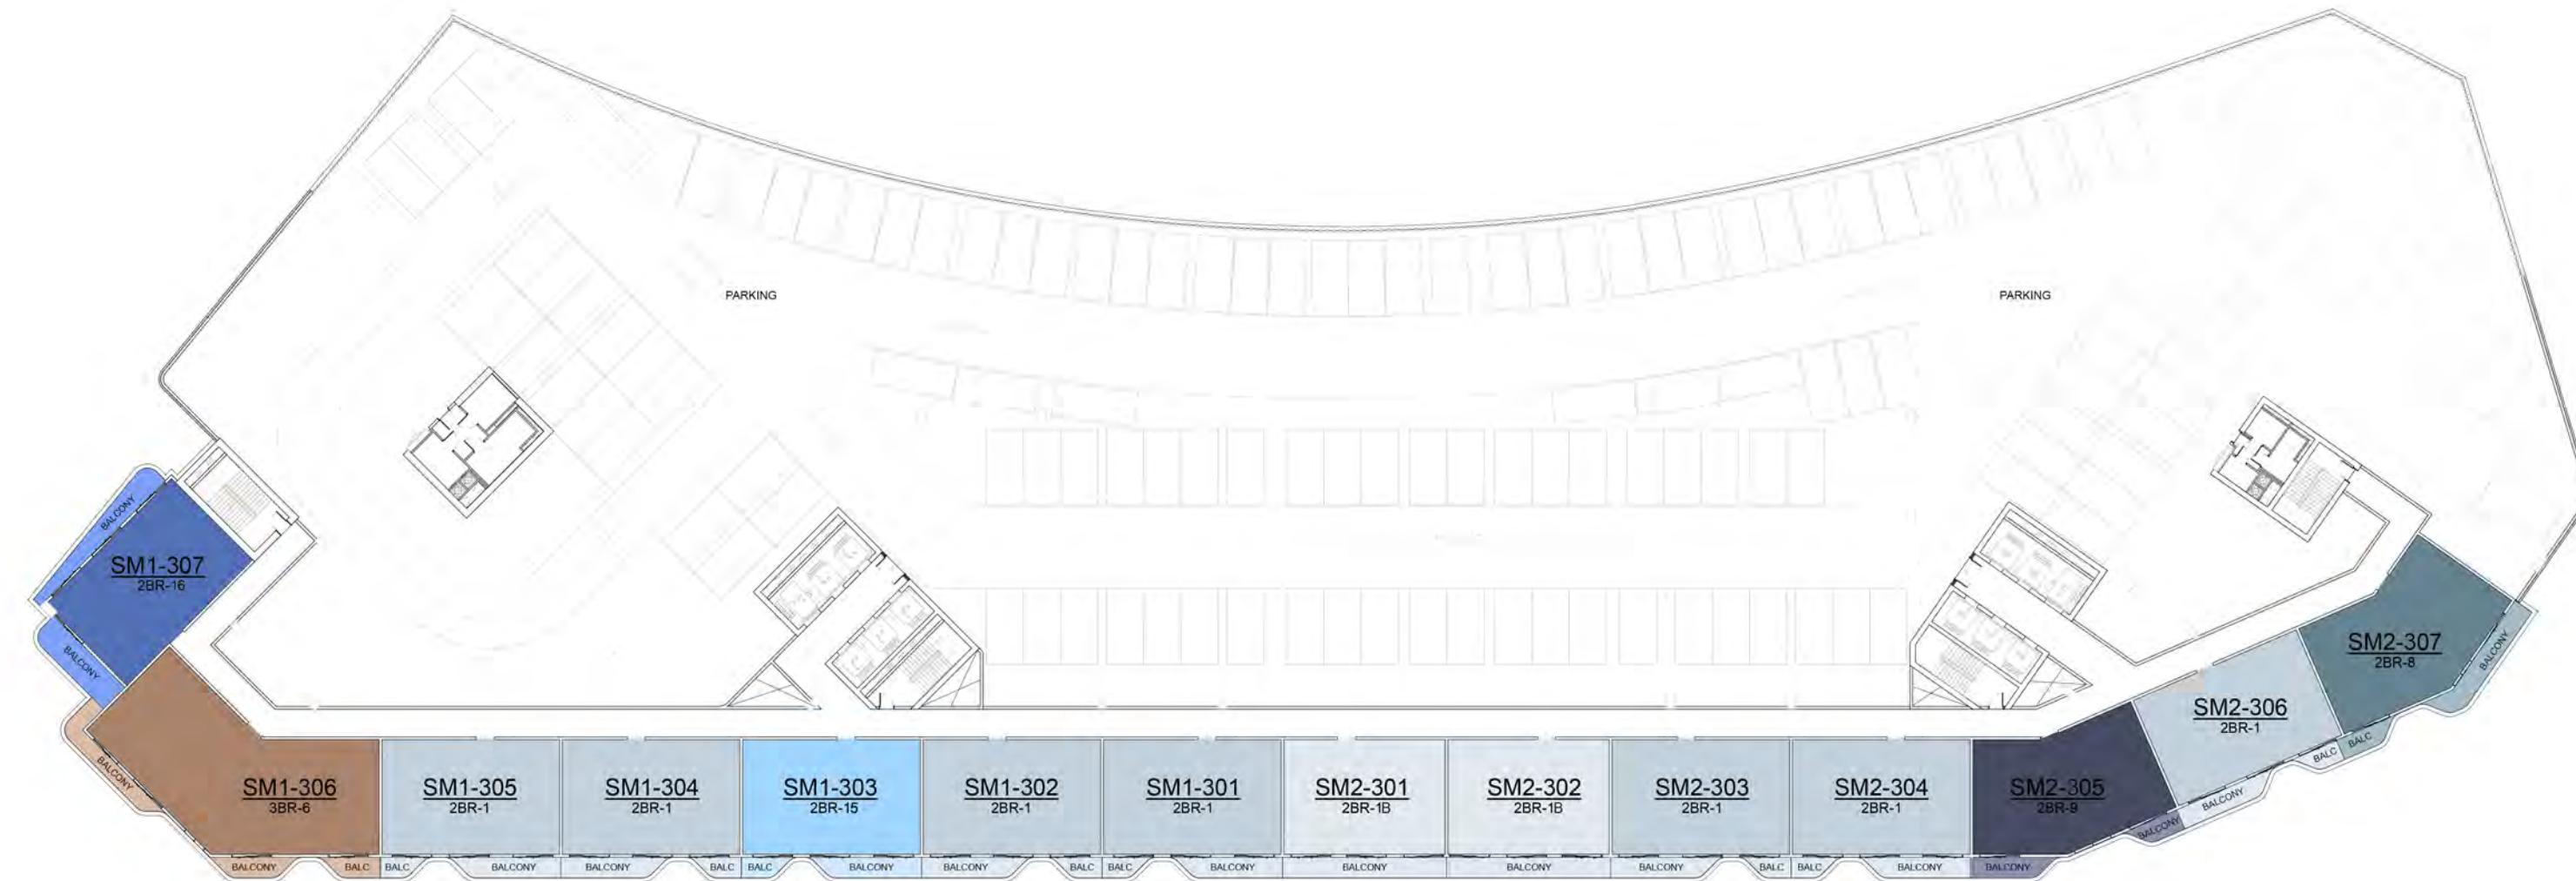 PARKING
PARKING
BALCONY
SM1-307
2BR-16
BALCONY
SM2-307
2BR-8
BALCONY
SM2-306
2BR-1
BALC
BALC
BALCONY
BALCONY
BALCONY
SM1-306
3BR-6
SM1-305
2BR-1
SM1-304
2BR-1
SM1-303
2BR-15
SM1-302
2BR-1
SM1-301
2BR-1
SM2-301
2BR-1B
SM2-302
2BR-1B
SM2-303
2BR-1
SM2-304
2BR-1
SM2-305
2BR-9
BALCONY
BALC
BALC
BALCONY
BALCONY
BALC
BALC
BALCONY
BALCONY
BALC
BALC
BALCONY
BALCONY
BALCONY
BALCONY
BALC
BALC
BALCONY
BALCONY